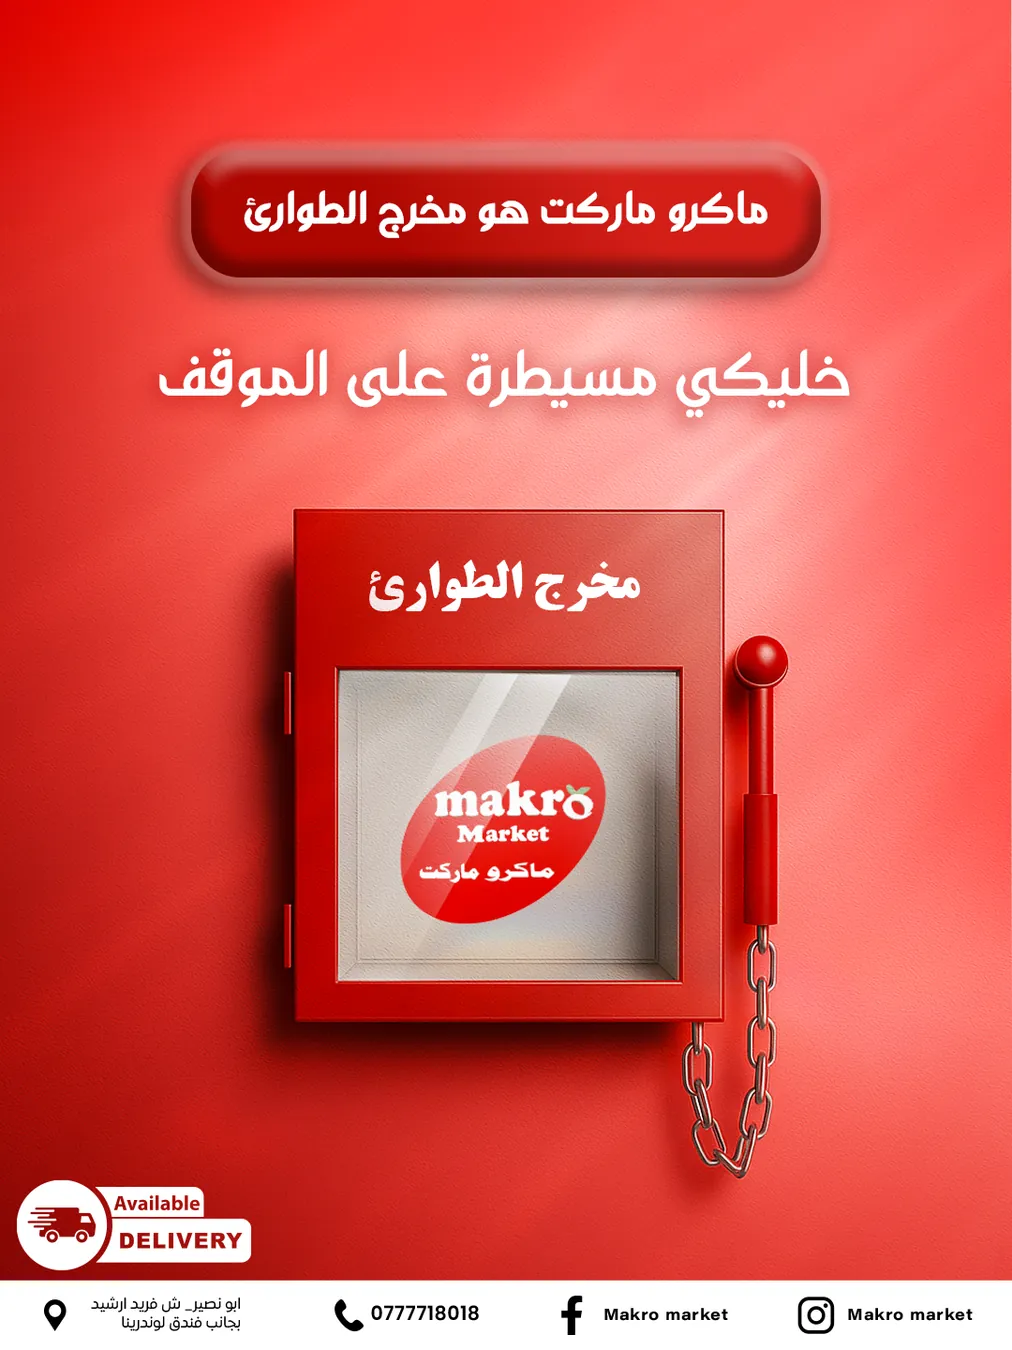 ماكرو ماركت هو مخرج الطوارئ
خليكي مسيطرة على الموقف
مخرج الطوارئ
makro
Market
ماكرو ماركت
Available
DELIVERY
ابو نصير_ ش فريد ارشيد
بجانب فندق لوندرينا
0777718018
Makro market
Makro market